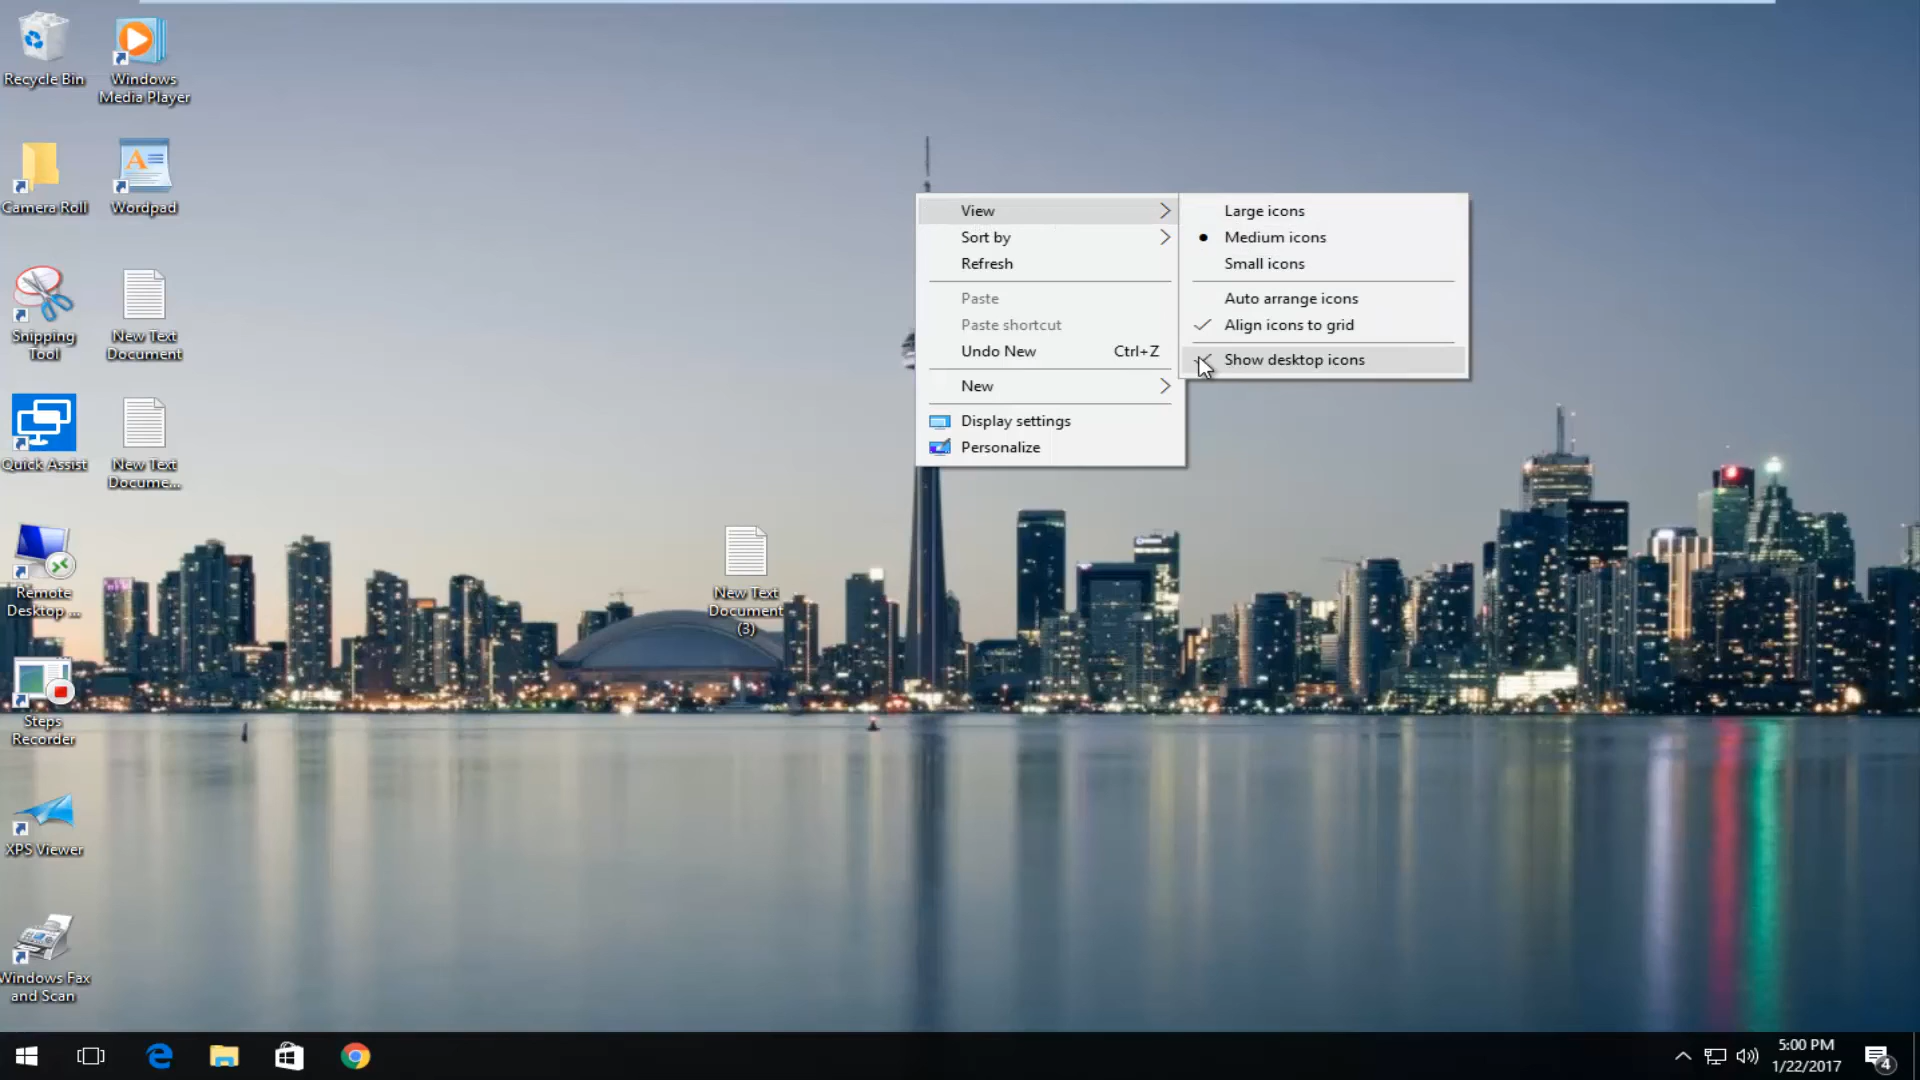 Recycle Bin
Windows
Media Player
Camera Roll
Wordpad
Snipping
Tool
New Text
Document
Quick Assist
New Text
Docume...
Remote
Desktop ...
New Text
Document
(3)
Steps
Recorder
XPS Viewer
Windows Fax
and Scan
View
Sort by
Refresh
Paste
Paste shortcut
Undo New Ctrl+Z
New
Display settings
Personalize
Large icons
Medium icons
Small icons
Auto arrange icons
Align icons to grid
Show desktop icons
5:00 PM
1/22/2017
4